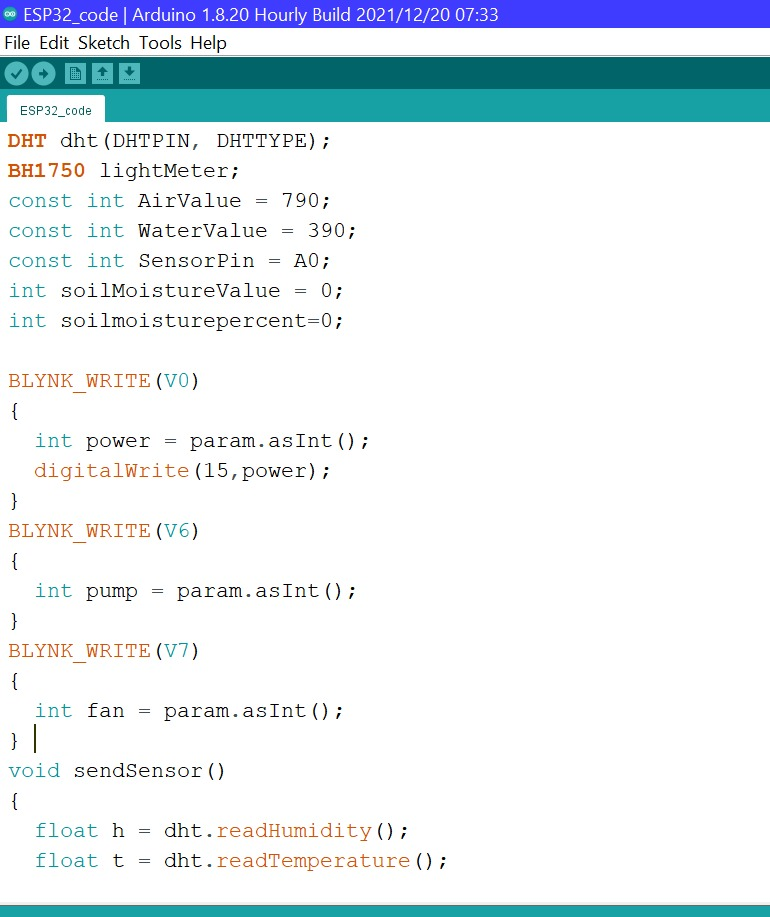 ESP32_code | Arduino 1.8.20 Hourly Build 2021/12/20 07:33
File Edit Sketch Tools Help
ESP32_code
DHT dht(DHTPIN, DHTTYPE);
BH1750 lightMeter;
const int AirValue = 790;
const int WaterValue = 390;
const int SensorPin = A0;
int soilMoistureValue = 0;
int soilmoisturepercent=0;
BLYNK_WRITE(V0)
{
  int power = param.asInt();
  digitalWrite(15,power);
}
BLYNK_WRITE(V6)
{
  int pump = param.asInt();
}
BLYNK_WRITE(V7)
{
  int fan = param.asInt();
}
void sendSensor()
{
  float h = dht.readHumidity();
  float t = dht.readTemperature();